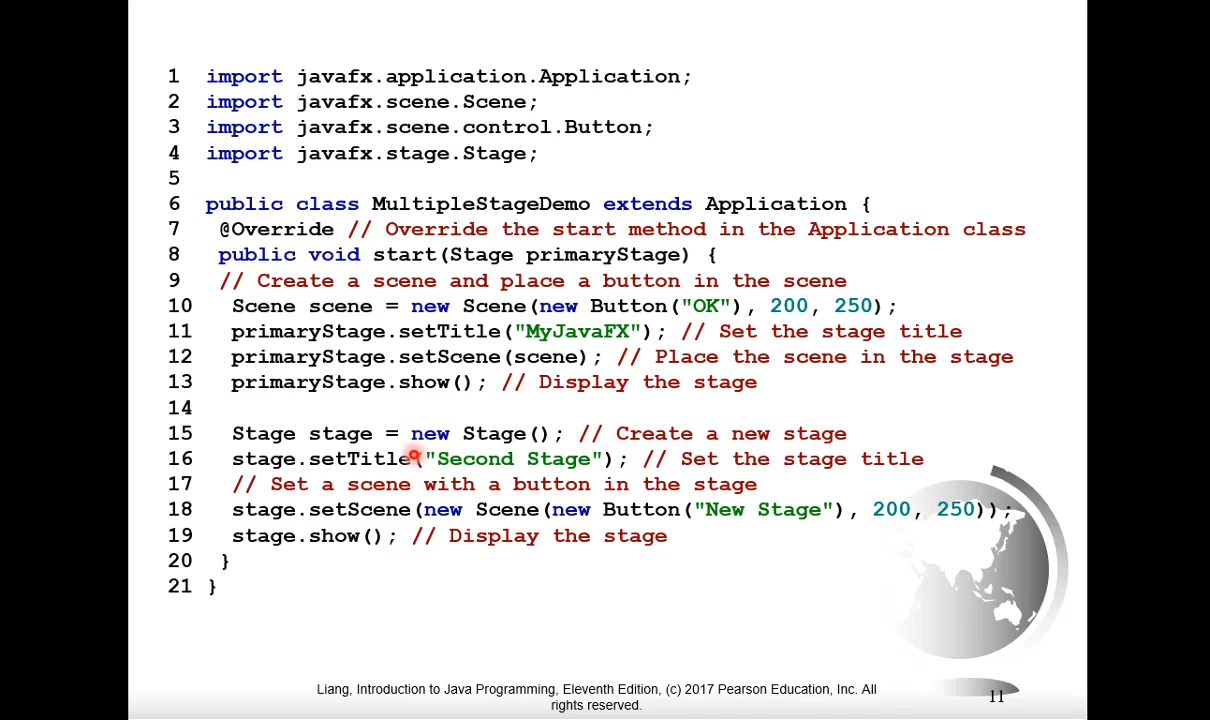 1 import javafx.application.Application;
2 import javafx.scene.Scene;
3 import javafx.scene.control.Button;
4 import javafx.stage.Stage;
5
6 public class MultipleStageDemo extends Application {
7 @Override // Override the start method in the Application class
8 public void start(Stage primaryStage) {
9 // Create a scene and place a button in the scene
10 Scene scene = new Scene(new Button("OK"), 200, 250);
11 primaryStage.setTitle("MyJavaFX"); // Set the stage title
12 primaryStage.setScene(scene); // Place the scene in the stage
13 primaryStage.show(); // Display the stage
14
15 Stage stage = new Stage(); // Create a new stage
16 stage.setTitle("Second Stage"); // Set the stage title
17 // Set a scene with a button in the stage
18 stage.setScene(new Scene(new Button("New Stage"), 200, 250));
19 stage.show(); // Display the stage
20 }
21 }
Liang, Introduction to Java Programming, Eleventh Edition, (c) 2017 Pearson Education, Inc. All
rights reserved.
11